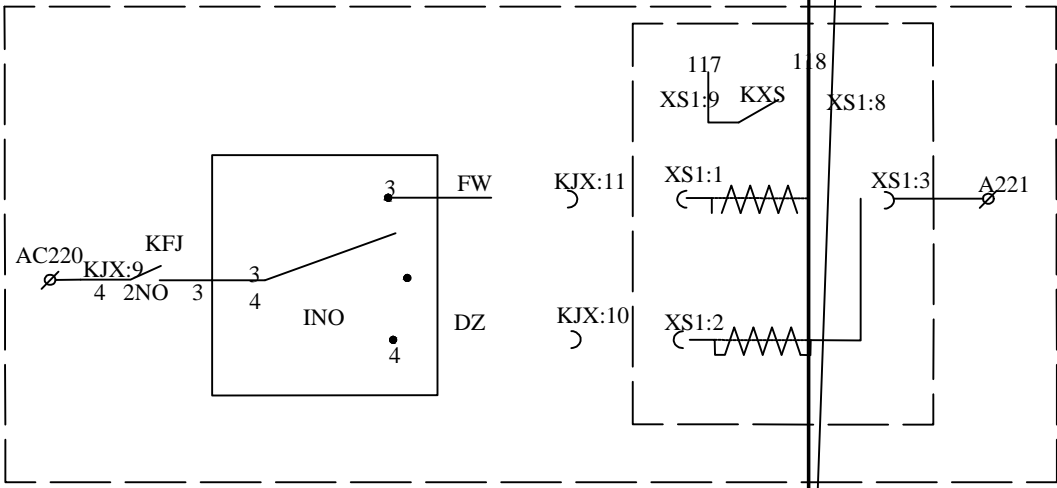 117
118
XS1:9
KXS
XS1:8
3
FW
KJX:11
XS1:1
XS1:3
A221
AC220
KJX:9
KFJ
3
4
2NO
3
4
INO
DZ
KJX:10
XS1:2
4